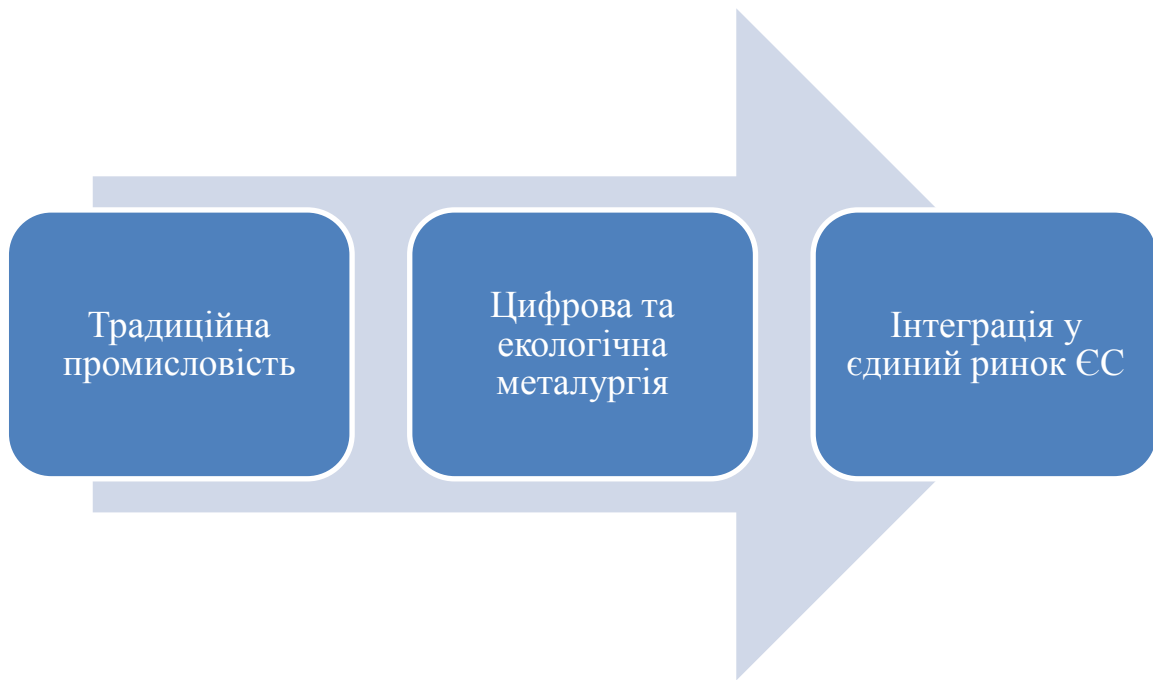 Традиційна
промисловість
Цифрова та
екологічна
металургія
Інтеграція у
єдиний ринок ЄС